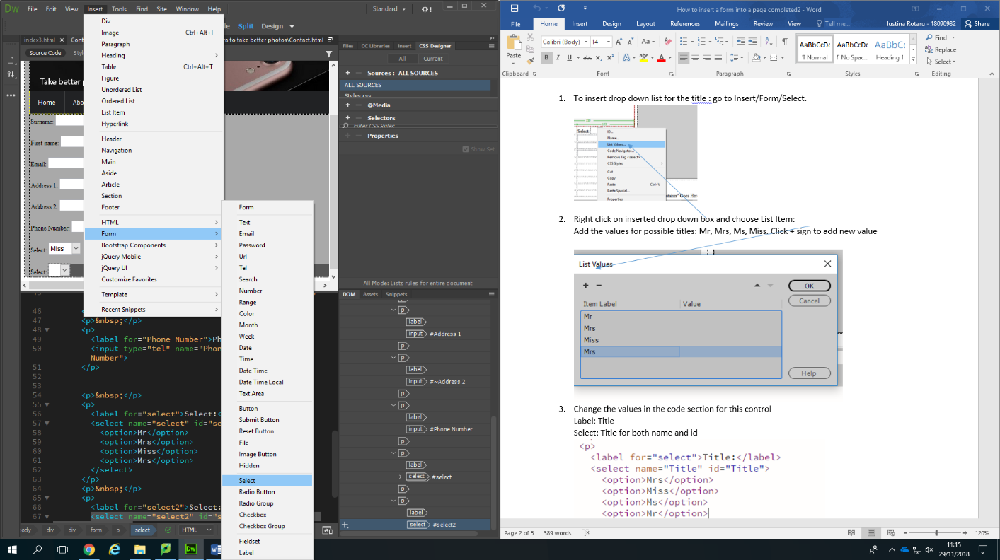 Dw File Edit View Insert Tools Find Site Window Help
Standard
Div
Image Ctrl+Alt+I
Paragraph
Heading
Table Ctrl+Alt+T
Figure
Unordered List
Ordered List
List Item
Hyperlink
Header
Navigation
Main
Aside
Article
Section
Footer
HTML
Form
Bootstrap Components
jQuery Mobile
jQuery UI
Customize Favorites
Template
Recent Snippets
Split Design
index3.html
ra to take better photos\Contact.html
Source Code
Take better
Home
Surname:
First name:
Email:
Address 1:
Address 2:
Phone Number:
Select: Miss
Select:
Form
Text
Email
Password
Url
Tel
Search
Number
Range
Color
Month
Week
Date
Time
Date Time
Date Time Local
Text Area
Button
Submit Button
Reset Button
File
Image Button
Hidden
Select
Radio Button
Radio Group
Checkbox
Checkbox Group
Fieldset
Label
46
47 <p>&nbsp;</p>
48 <p>
49 <label for="Phone Number">Ph
50 <input type="tel" name="Phon
Number">
51 </p>
52
53
54 <p>&nbsp;</p>
55 <p>
56 <label for="select">Select:<
57 <select name="select" id="se
58 <option>Mr</option>
59 <option>Mrs</option>
60 <option>Miss</option>
61 <option>Mrs</option>
62 </select>
63 </p>
64 <p>&nbsp;</p>
65 <p>
66 <label for="select2">Select:
67 <select name="select2" id="s
ody div div form p select HTML
Files CC Libraries Insert CSS Designer
All Current
Sources : ALL SOURCES
ALL SOURCES
Styles.css
@Media
Selectors
Filter CSS Rules
Properties
Show Set
All Mode: Lists rules for entire document
DOM Assets Snippets
p
label
input #Address 1
p
p
label
input #~Address 2
p
p
label
input #Phone Number
p
p
label
select #select
p
p
label
select #select2
How to insert a form into a page completed2 - Word
File Home Insert Design Layout References Mailings Review View Tell me... Iustina Rotaru - 18090982 Share
Paste
Calibri (Body) 14
Clipboard Font Paragraph Styles Editing
AaBbCcDc AaBbCcDc AaBbCc
¶ Normal ¶ No Spac... Heading 1
Find
Replace
Select
1. To insert drop down list for the title : go to Insert/Form/Select.
Select
ID...
Name...
List Values...
Code Navigator...
Remove Tag <select>
CSS Styles
Cut
Copy
Paste Ctrl+V
Paste Special...
Properties
ntainer" Goes Her
2. Right click on inserted drop down box and choose List Item:
Add the values for possible titles: Mr, Mrs, Ms, Miss. Click + sign to add new value
List Values
OK
Cancel
Help
Item Label Value
Mr
Mrs
Miss
Mrs
3. Change the values in the code section for this control
Label: Title
Select: Title for both name and id
<p>
<label for="select">Title:</label>
<select name="Title" id="Title">
<option>Mrs</option>
<option>Miss</option>
<option>Ms</option>
<option>Mr</option>
Page 2 of 5 389 words
120%
11:15
29/11/2018